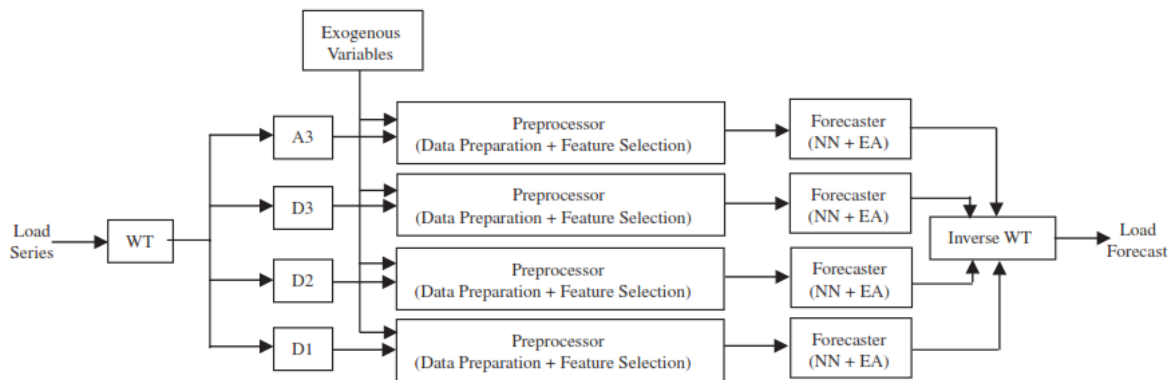 Exogenous
Variables
A3
Preprocessor
(Data Preparation + Feature Selection)
Forecaster
(NN + EA)
D3
Preprocessor
(Data Preparation + Feature Selection)
Forecaster
(NN + EA)
Load
Series
WT
Inverse WT
Load
Forecast
D2
Preprocessor
(Data Preparation + Feature Selection)
Forecaster
(NN + EA)
D1
Preprocessor
(Data Preparation + Feature Selection)
Forecaster
(NN + EA)